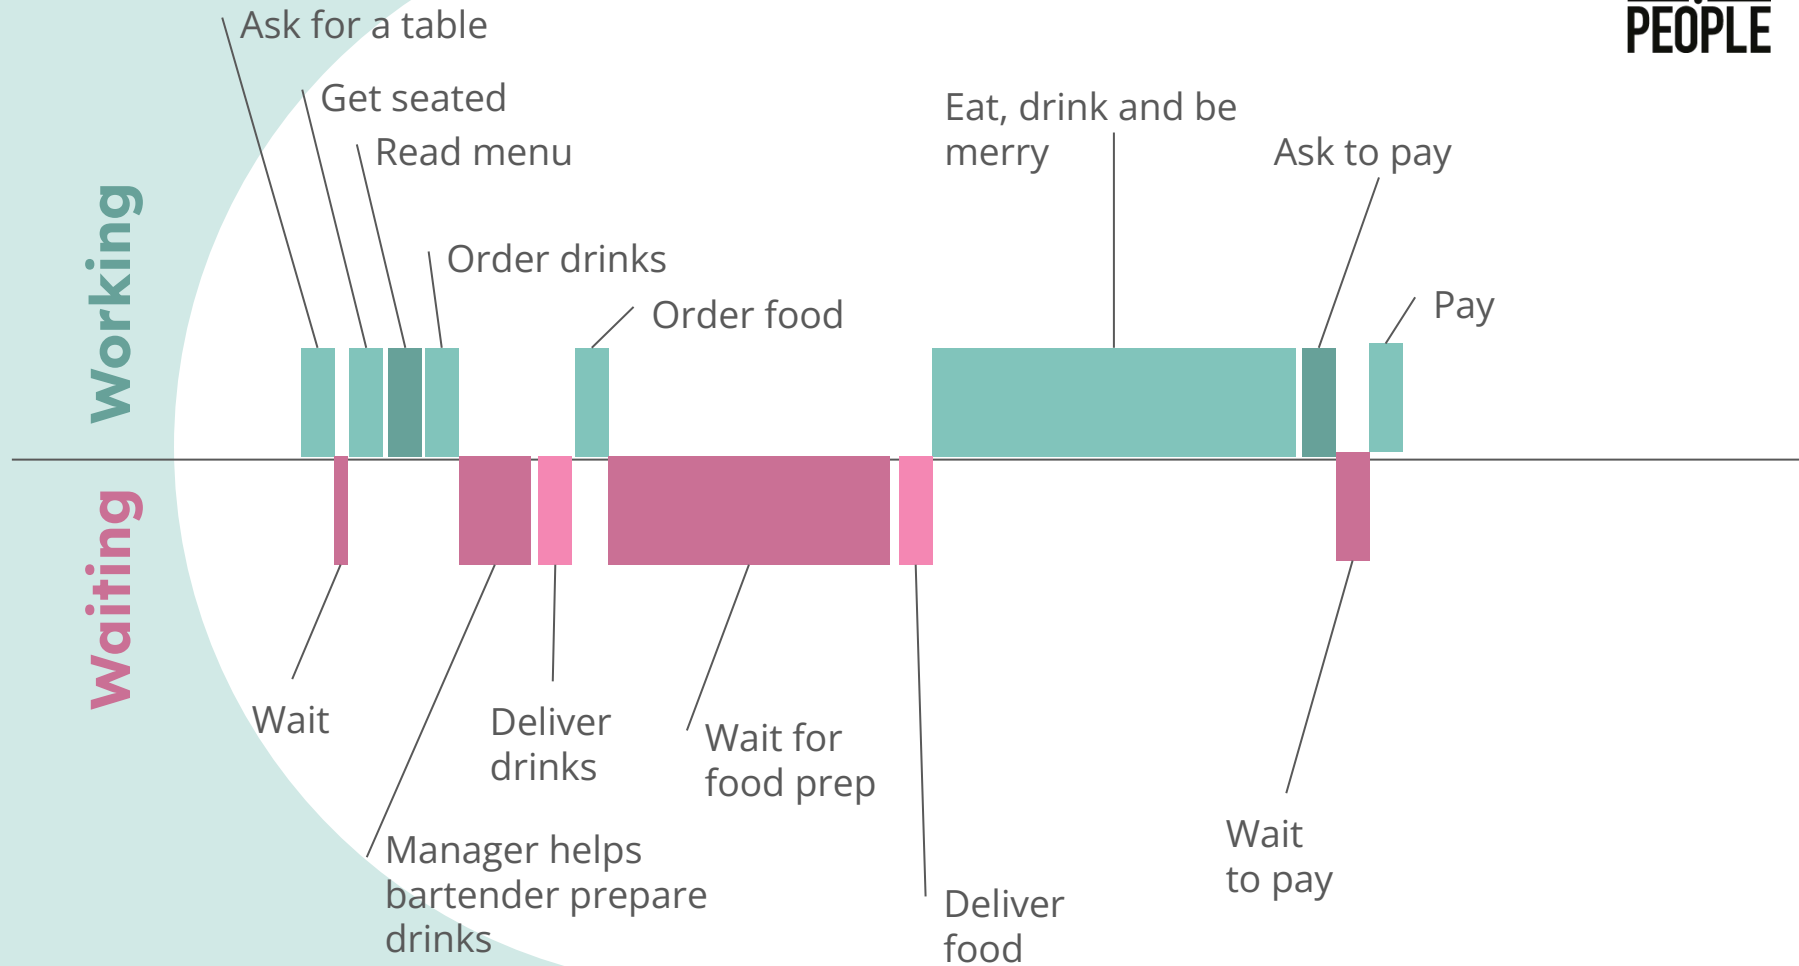 PEOPLE
Ask for a table
Get seated
Read menu
Eat, drink and be
merry
Ask to pay
Order drinks
Order food
Pay
Working
Waiting
Wait
Deliver
drinks
Wait for
food prep
Manager helps
bartender prepare
drinks
Deliver
food
Wait
to pay